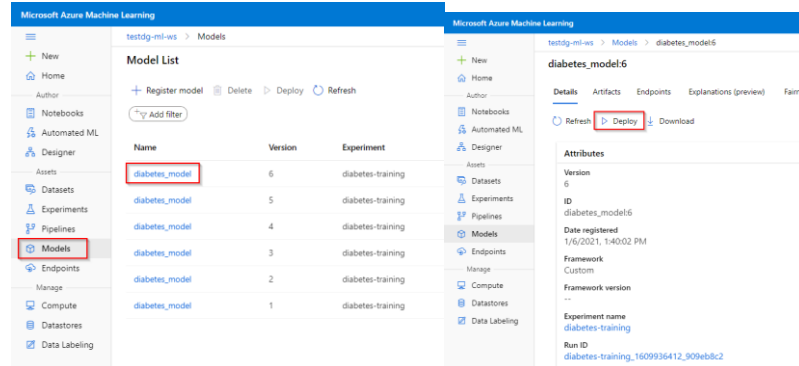 Microsoft Azure Machine Learning
testdg-ml-ws > Models
New
Home
Author
Notebooks
Automated ML
Designer
Assets
Datasets
Experiments
Pipelines
Models
Endpoints
Manage
Compute
Datastores
Data Labeling
Model List
Register model Delete Deploy Refresh
Add filter
Name Version Experiment
diabetes_model 6 diabetes-training
diabetes_model 5 diabetes-training
diabetes_model 4 diabetes-training
diabetes_model 3 diabetes-training
diabetes_model 2 diabetes-training
diabetes_model 1 diabetes-training
Microsoft Azure Machine Learning
testdg-ml-ws > Models > diabetes_model:6
New
Home
Author
Notebooks
Automated ML
Designer
Assets
Datasets
Experiments
Pipelines
Models
Endpoints
Manage
Compute
Datastores
Data Labeling
diabetes_model:6
Details Artifacts Endpoints Explanations (preview) Fairn
Refresh Deploy Download
Attributes
Version
6
ID
diabetes_model:6
Date registered
1/6/2021, 1:40:02 PM
Framework
Custom
Framework version
--
Experiment name
diabetes-training
Run ID
diabetes-training_1609936412_909eb8c2